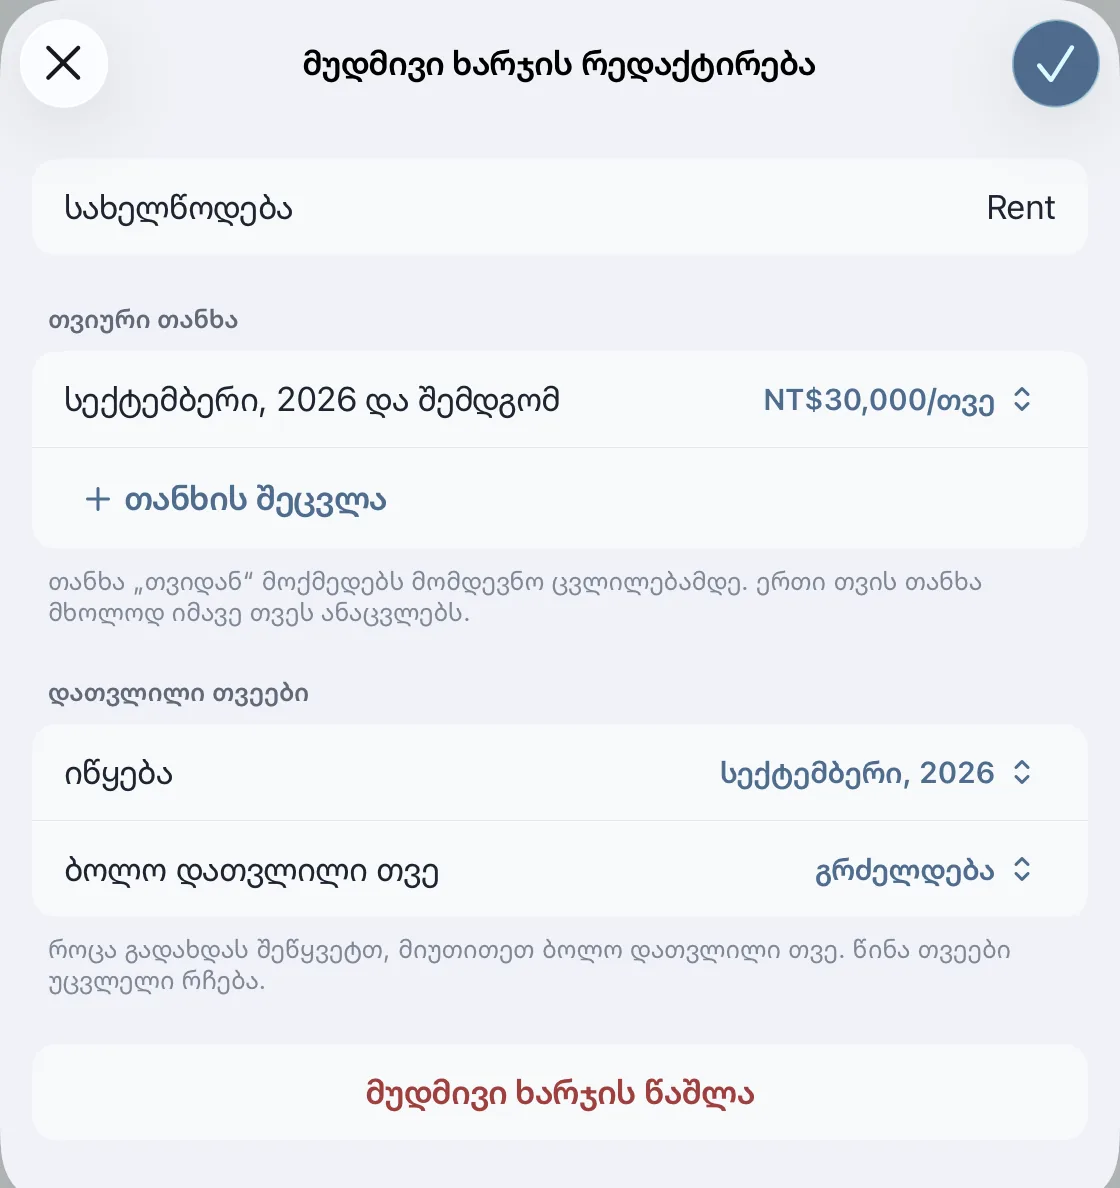 მუდმივი ხარჯის რედაქტირება
სახელწოდება Rent
თვიური თანხა
სექტემბერი, 2026 და შემდგომ NT$30,000/თვე
+ თანხის შეცვლა
თანხა „თვიდან“ მოქმედებს მომდევნო ცვლილებამდე. ერთი თვის თანხა
მხოლოდ იმავე თვეს ანაცვლებს.
დათვლილი თვეები
იწყება სექტემბერი, 2026
ბოლო დათვლილი თვე გრძელდება
როცა გადახდას შეწყვეტთ, მიუთითეთ ბოლო დათვლილი თვე. წინა თვეები
უცვლელი რჩება.
მუდმივი ხარჯის წაშლა